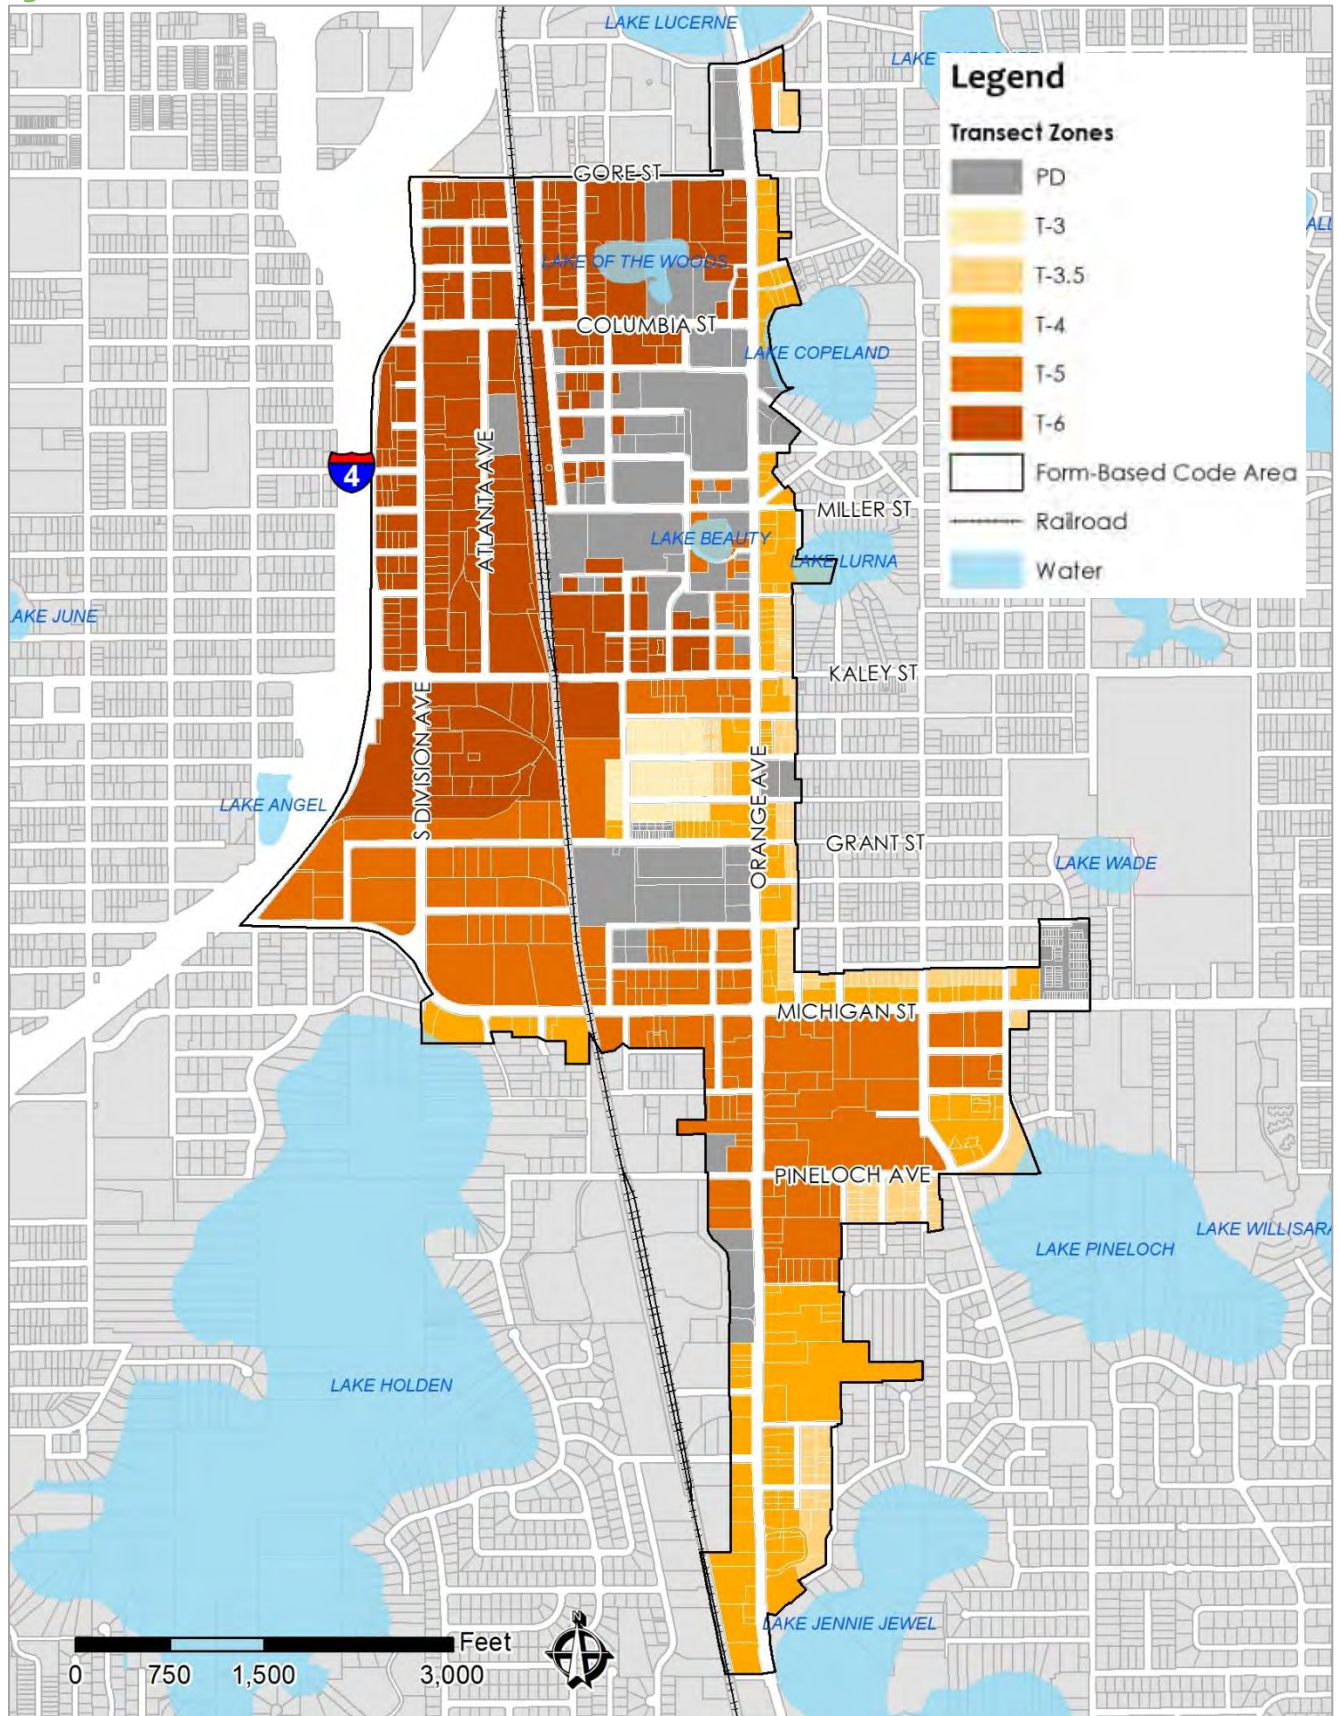 LAKE LUCERNE
LAKE
Legend
Transect Zones
PD
T-3
T-3.5
T-4
T-5
T-6
Form-Based Code Area
Railroad
Water
GORE ST
LAKE OF THE WOODS
COLUMBIA ST
LAKE COPELAND
ATLANTA AVE
4
MILLER ST
LAKE BEAUTY
LAKE LURNA
LAKE JUNE
KALEY ST
S DIVISION AVE
ORANGE AVE
LAKE ANGEL
GRANT ST
LAKE WADE
MICHIGAN ST
PINELOCH AVE
LAKE WILLISARA
LAKE PINELOCH
LAKE HOLDEN
LAKE JENNIE JEWEL
N
Feet
0 750 1,500 3,000